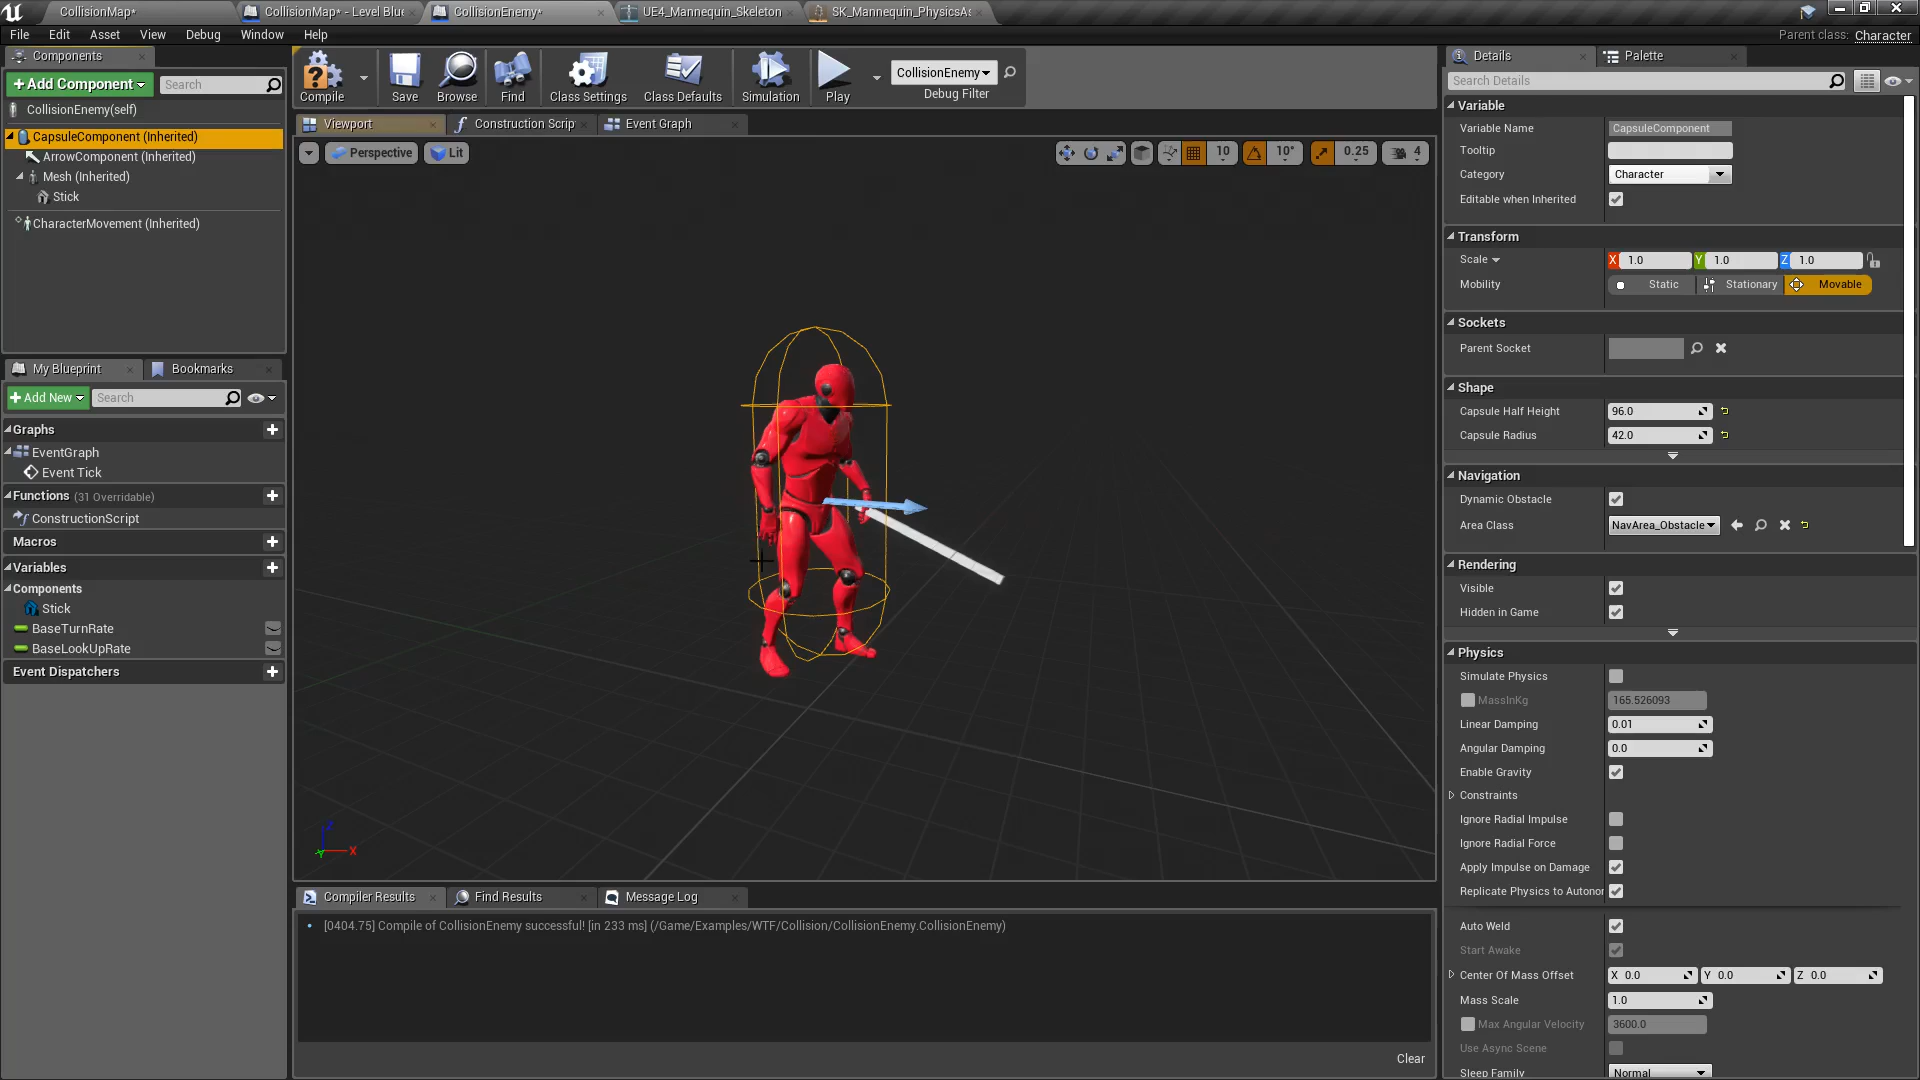 CollisionMap*
CollisionMap* - Level Blue
CollisionEnemy*
UE4_Mannequin_Skeleton
SK_Mannequin_PhysicsAs
File Edit Asset View Debug Window Help
Parent class: Character
Components
+Add Component
Search
CollisionEnemy(self)
CapsuleComponent (Inherited)
ArrowComponent (Inherited)
Mesh (Inherited)
Stick
CharacterMovement (Inherited)
My Blueprint
Bookmarks
+Add New
Search
Graphs
EventGraph
Event Tick
Functions (31 Overridable)
ConstructionScript
Macros
Variables
Components
Stick
BaseTurnRate
BaseLookUpRate
Event Dispatchers
Compile
Save
Browse
Find
Class Settings
Class Defaults
Simulation
Play
CollisionEnemy
Debug Filter
Viewport
Construction Scrip
Event Graph
Perspective
Lit
10
10°
0.25
4
Z
X
Y
Compiler Results
Find Results
Message Log
[0404.75] Compile of CollisionEnemy successful! [in 233 ms] (/Game/Examples/WTF/Collision/CollisionEnemy.CollisionEnemy)
Clear
Details
Palette
Search Details
Variable
Variable Name CapsuleComponent
Tooltip
Category Character
Editable when Inherited
Transform
Scale X 1.0 Y 1.0 Z 1.0
Mobility Static Stationary Movable
Sockets
Parent Socket
Shape
Capsule Half Height 96.0
Capsule Radius 42.0
Navigation
Dynamic Obstacle
Area Class NavArea_Obstacle
Rendering
Visible
Hidden in Game
Physics
Simulate Physics
MassInKg 165.526093
Linear Damping 0.01
Angular Damping 0.0
Enable Gravity
Constraints
Ignore Radial Impulse
Ignore Radial Force
Apply Impulse on Damage
Replicate Physics to Autonor
Auto Weld
Start Awake
Center Of Mass Offset X 0.0 Y 0.0 Z 0.0
Mass Scale 1.0
Max Angular Velocity 3600.0
Use Async Scene
Sleep Family Normal